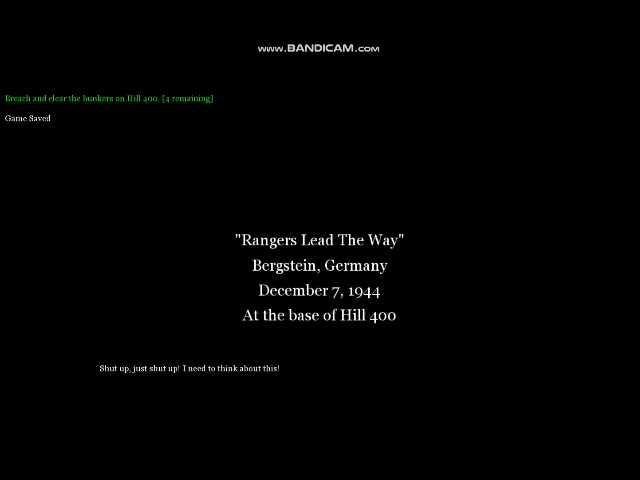 www.BANDICAM.com
Breach and clear the bunkers on Hill 400. [4 remaining]
Game Saved
"Rangers Lead The Way"
Bergstein, Germany
December 7, 1944
At the base of Hill 400
Shut up, just shut up! I need to think about this!